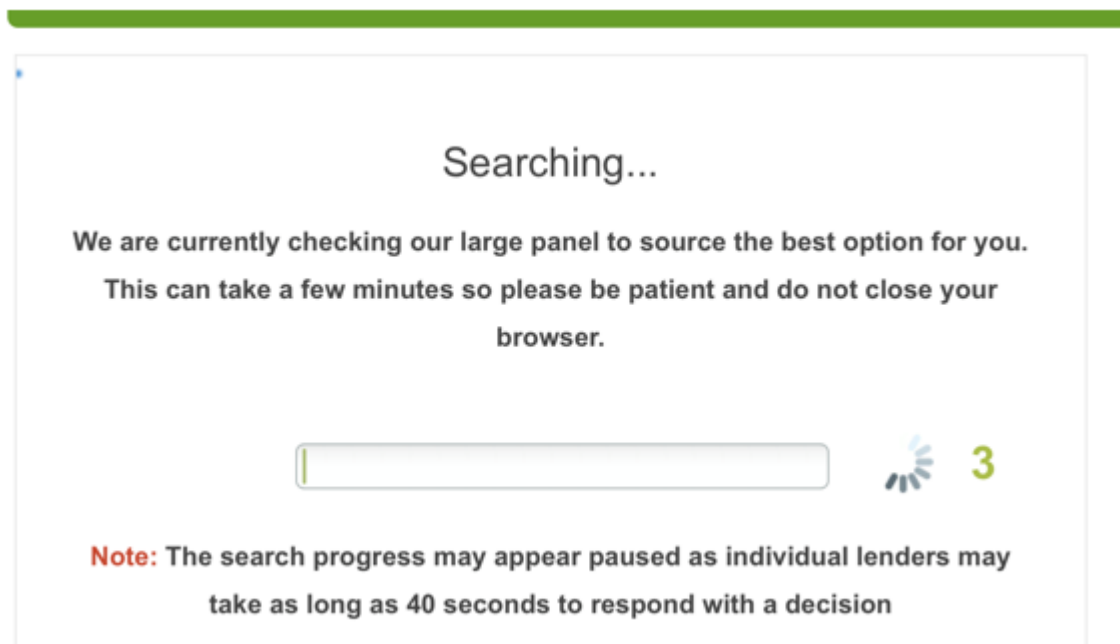 Searching...
We are currently checking our large panel to source the best option for you.
This can take a few minutes so please be patient and do not close your
browser.
3
Note: The search progress may appear paused as individual lenders may
take as long as 40 seconds to respond with a decision